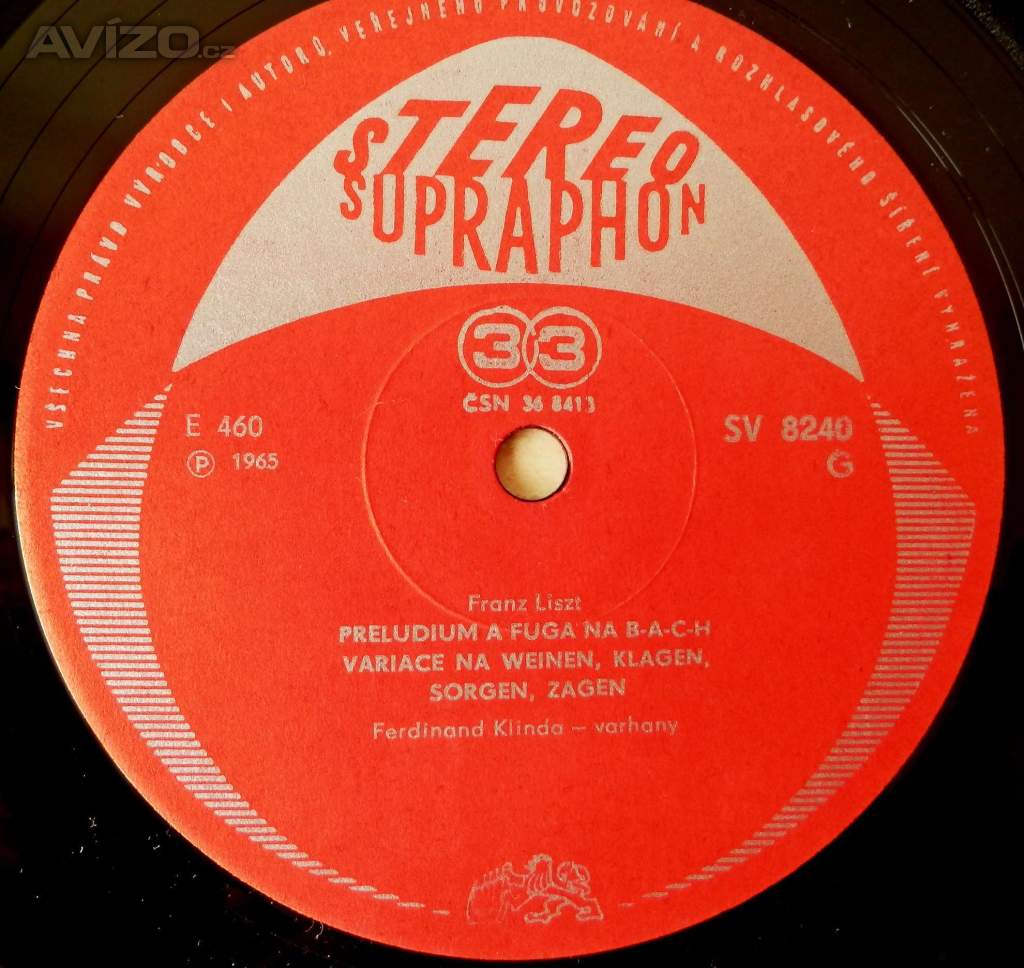 AVÍZO.cz
VŠECHNA PRÁVA VÝROBCE I AUTORŮ, VEŘEJNÉHO PROVOZOVÁNÍ A ROZHLASOVÉHO ŠÍŘENÍ VYHRAŽENA
STEREO
SUPRAPHON
33
ČSN 36 8413
E 460
SV 8240
Ⓟ 1965
G
Franz Liszt
PRELUDIUM A FUGA NA B-A-C-H
VARIACE NA WEINEN, KLAGEN,
SORGEN, ZAGEN
Ferdinand Klinda – varhany